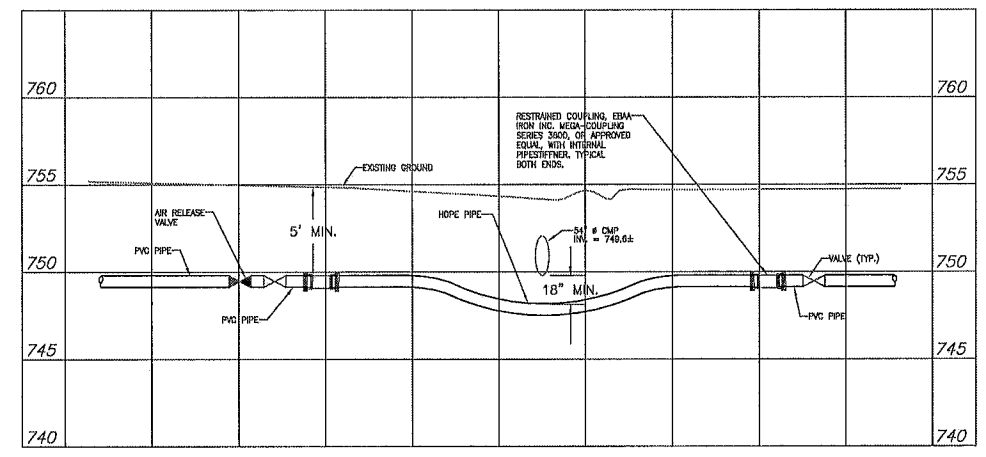 760
760
RESTRAINED COUPLING, EBAA
IRON INC. MEGA-COUPLING
SERIES 3800, OR APPROVED
EQUAL, WITH INTERNAL
PIPESTIFFNER. TYPICAL
BOTH ENDS.
EXISTING GROUND
755
755
AIR RELEASE
VALVE
5' MIN.
HDPE PIPE
54" Ø CMP
INV. = 749.6±
PVC PIPE
VALVE (TYP.)
750
750
18" MIN.
PVC PIPE
PVC PIPE
745
745
740
740